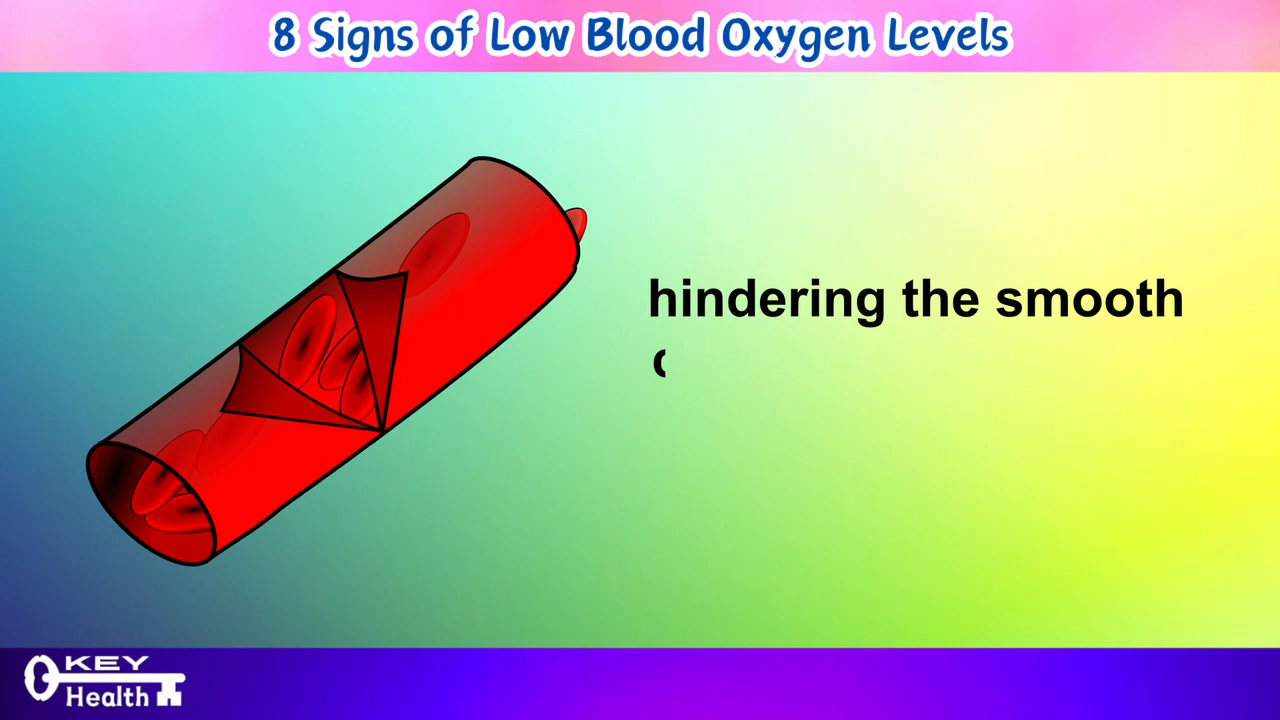 8 Signs of Low Blood Oxygen Levels
hindering the smooth
KEY
Health